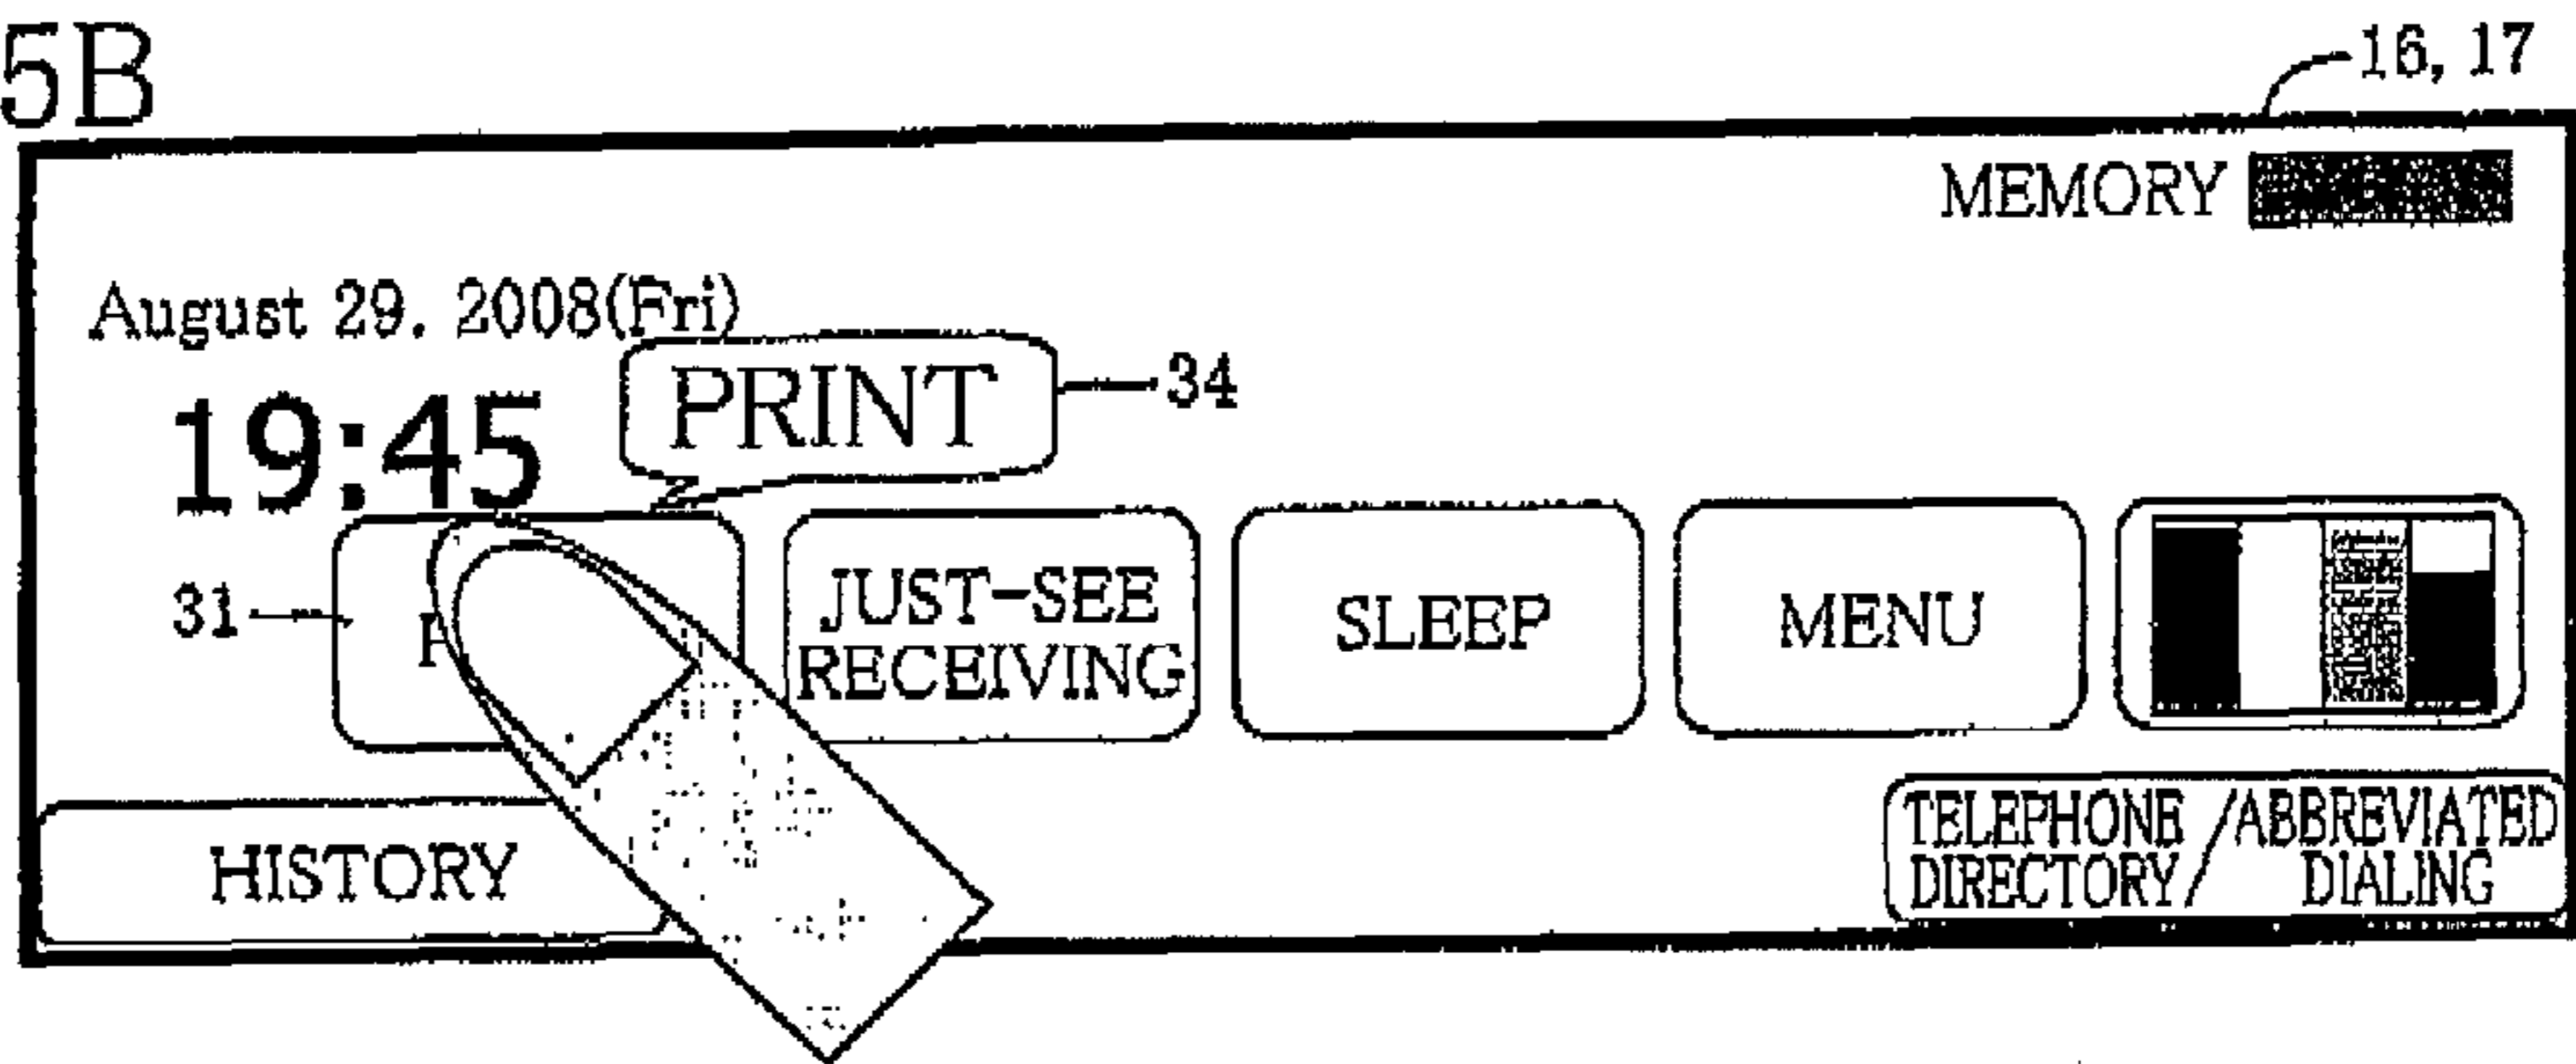 5B
16, 17
MEMORY
August 29. 2008(Fri)
19:45
PRINT
34
31
JUST-SEE
RECEIVING
SLEEP
MENU
HISTORY
TELEPHONE / ABBREVIATED
DIRECTORY / DIALING